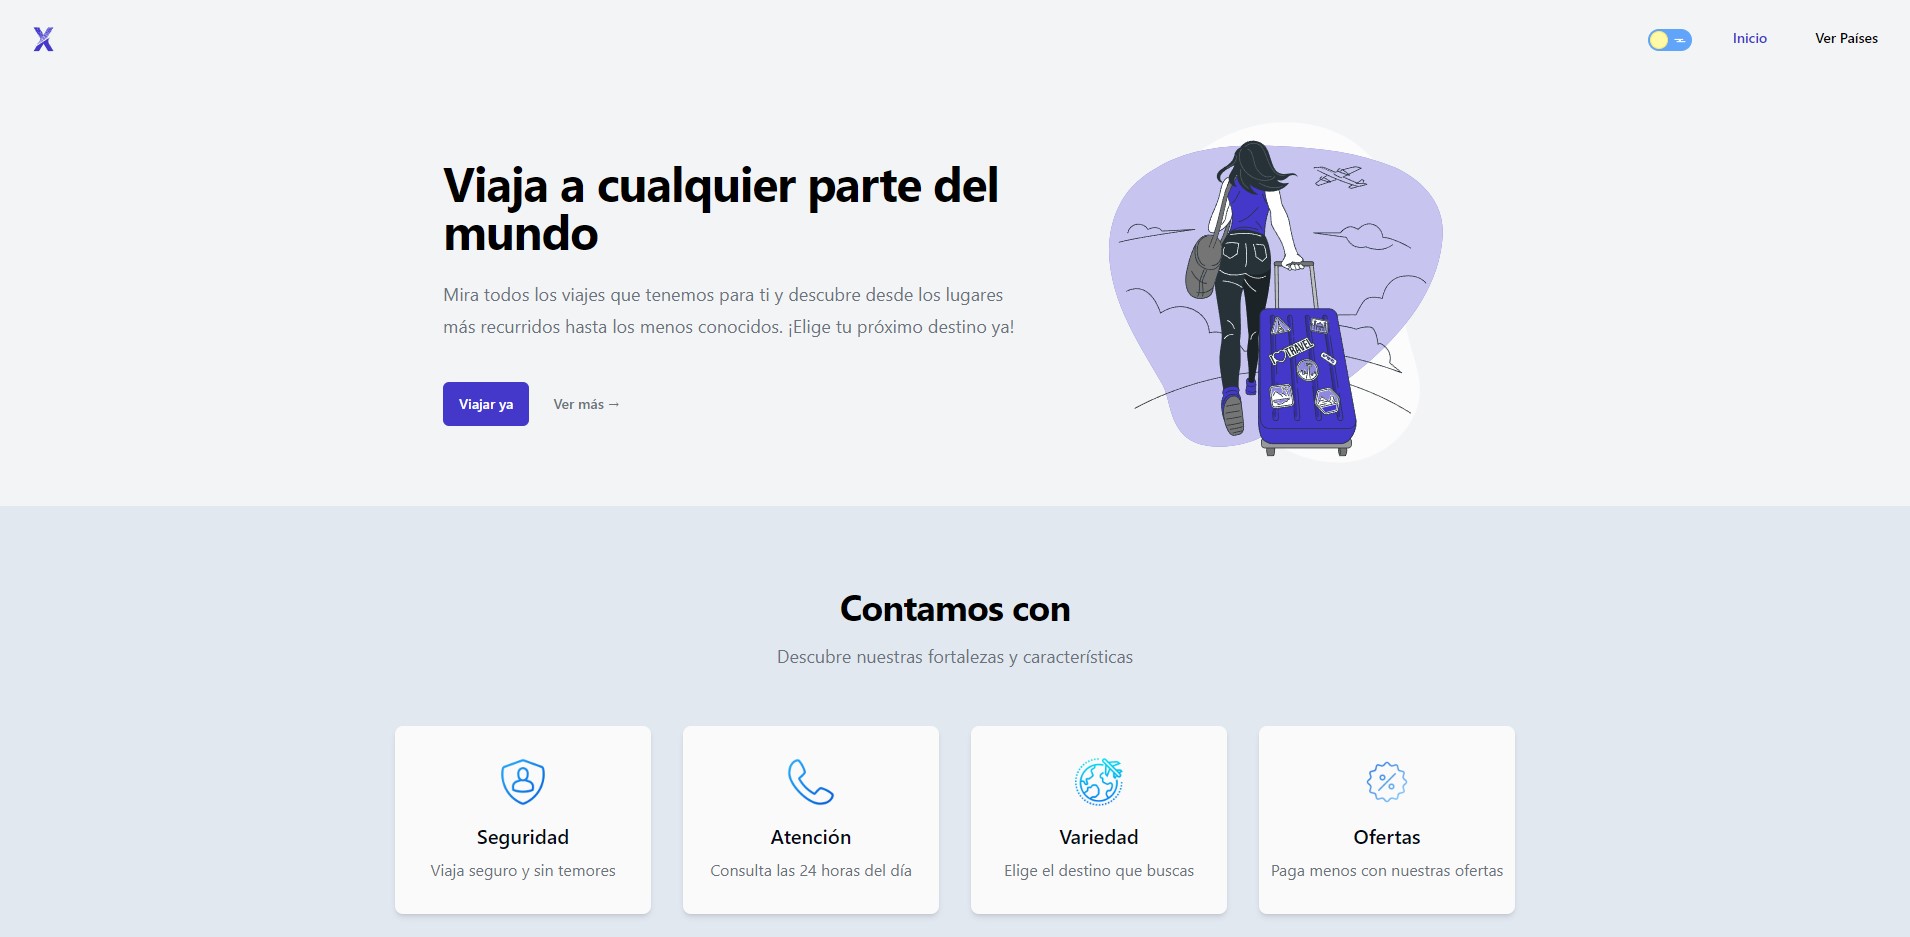 X
Inicio
Ver Países
Viaja a cualquier parte del
mundo
Mira todos los viajes que tenemos para ti y descubre desde los lugares
más recorridos hasta los menos conocidos. ¡Elige tu próximo destino ya!
Viajar ya
Ver más →
I TRAVEL
Contamos con
Descubre nuestras fortalezas y características
Seguridad
Viaja seguro y sin temores
Atención
Consulta las 24 horas del día
Variedad
Elige el destino que buscas
Ofertas
Paga menos con nuestras ofertas